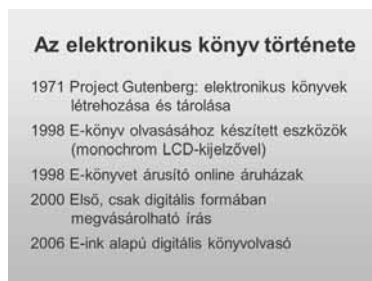 Az elektronikus könyv története
1971 Project Gutenberg: elektronikus könyvek
létrehozása és tárolása
1998 E-könyv olvasásához készített eszközök
(monochrom LCD-kijelzővel)
1998 E-könyvet árusító online áruházak
2000 Első, csak digitális formában
megvásárolható írás
2006 E-ink alapú digitális könyvolvasó